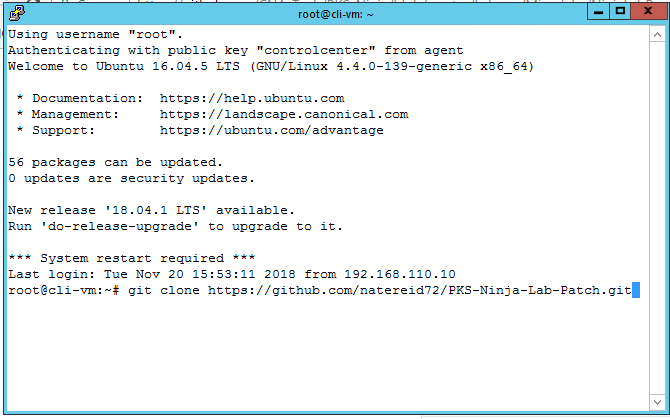 root@cli-vm: ~
Using username "root".
Authenticating with public key "controlcenter" from agent
Welcome to Ubuntu 16.04.5 LTS (GNU/Linux 4.4.0-139-generic x86_64)
* Documentation:  https://help.ubuntu.com
* Management:     https://landscape.canonical.com
* Support:        https://ubuntu.com/advantage
56 packages can be updated.
0 updates are security updates.
New release '18.04.1 LTS' available.
Run 'do-release-upgrade' to upgrade to it.
*** System restart required ***
Last login: Tue Nov 20 15:53:11 2018 from 192.168.110.10
root@cli-vm:~# git clone https://github.com/natereid72/PKS-Ninja-Lab-Patch.git